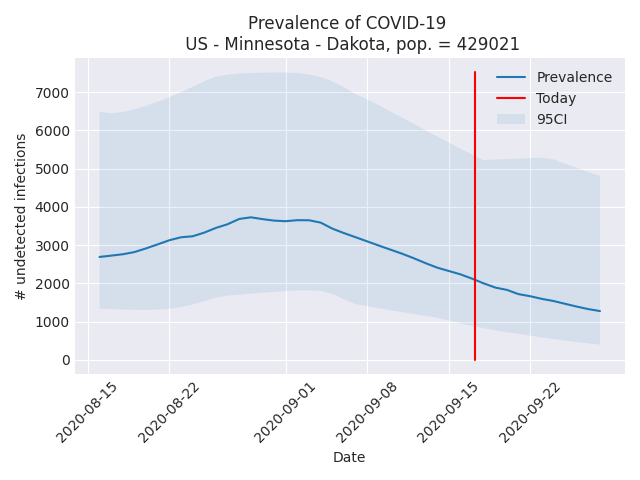 Prevalence of COVID-19
US - Minnesota - Dakota, pop. = 429021
Prevalence
Today
95CI
7000
6000
5000
4000
3000
2000
1000
0
# undetected infections
2020-08-15
2020-08-22
2020-09-01
2020-09-08
2020-09-15
2020-09-22
Date